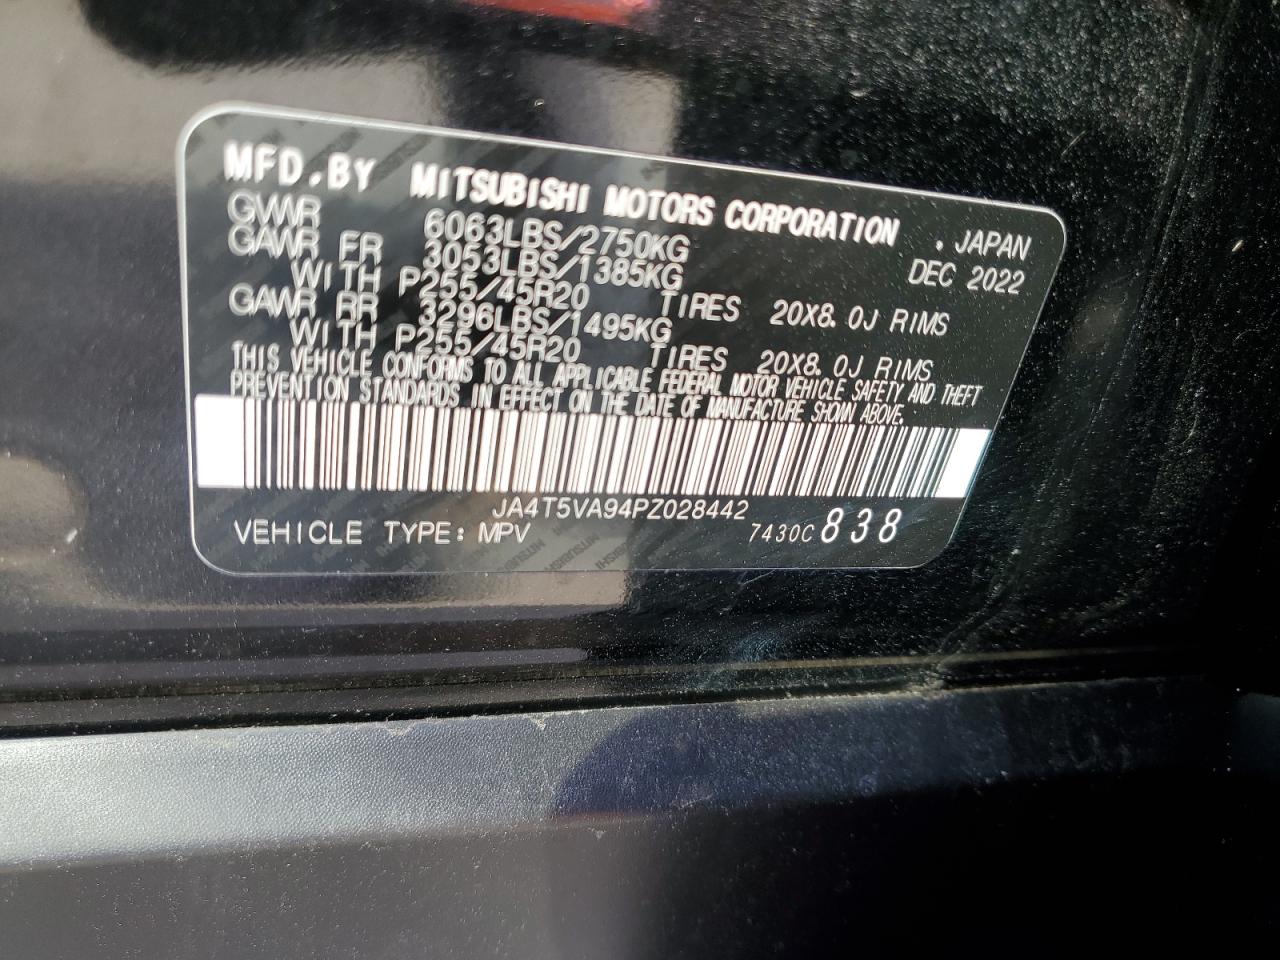 MFD.BY MITSUBISHI MOTORS CORPORATION . JAPAN
GVWR 6063LBS/2750KG DEC 2022
GAWR FR 3053LBS/1385KG
WITH P255/45R20 TIRES 20X8.0J RIMS
GAWR RR 3296LBS/1495KG
WITH P255/45R20 TIRES 20X8.0J RIMS
THIS VEHICLE CONFORMS TO ALL APPLICABLE FEDERAL MOTOR VEHICLE SAFETY AND THEFT
PREVENTION STANDARDS IN EFFECT ON THE DATE OF MANUFACTURE SHOWN ABOVE.
JA4T5VA94PZ028442
VEHICLE TYPE: MPV 7430C 838